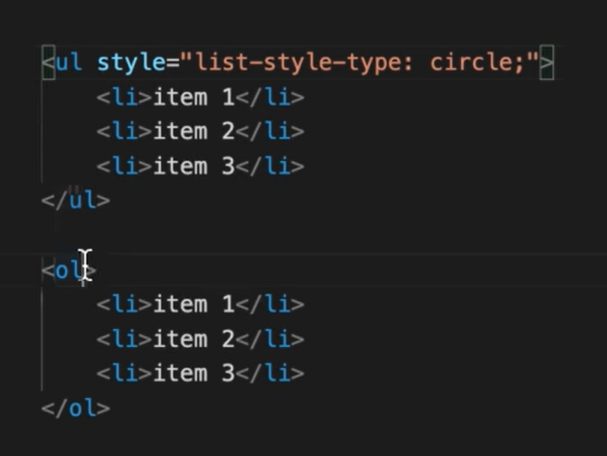 <ul style="list-style-type: circle;">
    <li>item 1</li>
    <li>item 2</li>
    <li>item 3</li>
</ul>

<ol>
    <li>item 1</li>
    <li>item 2</li>
    <li>item 3</li>
</ol>